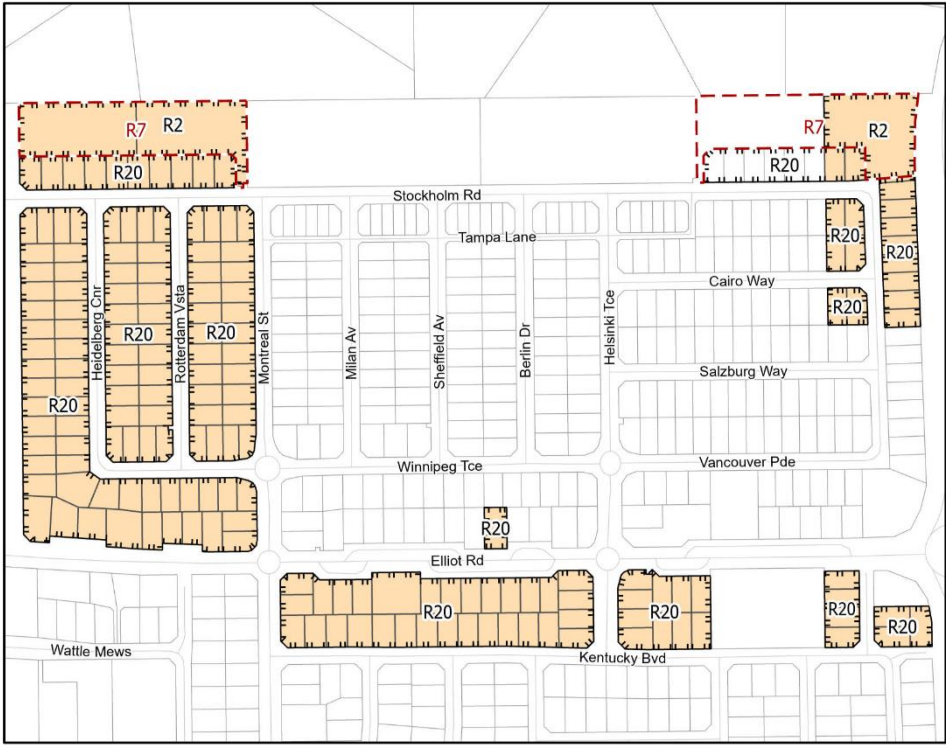 R7
R2
R20
R7
R2
R20
Stockholm Rd
Tampa Lane
R20
R20
Cairo Way
R20
Heidelberg Cnr
R20
Rotterdam Vsta
R20
Montreal St
Milan Av
Sheffield Av
Berlin Dr
Helsinki Tce
Salzburg Way
R20
Winnipeg Tce
Vancouver Pde
R20
Elliot Rd
R20
R20
R20
R20
Wattle Mews
Kentucky Bvd